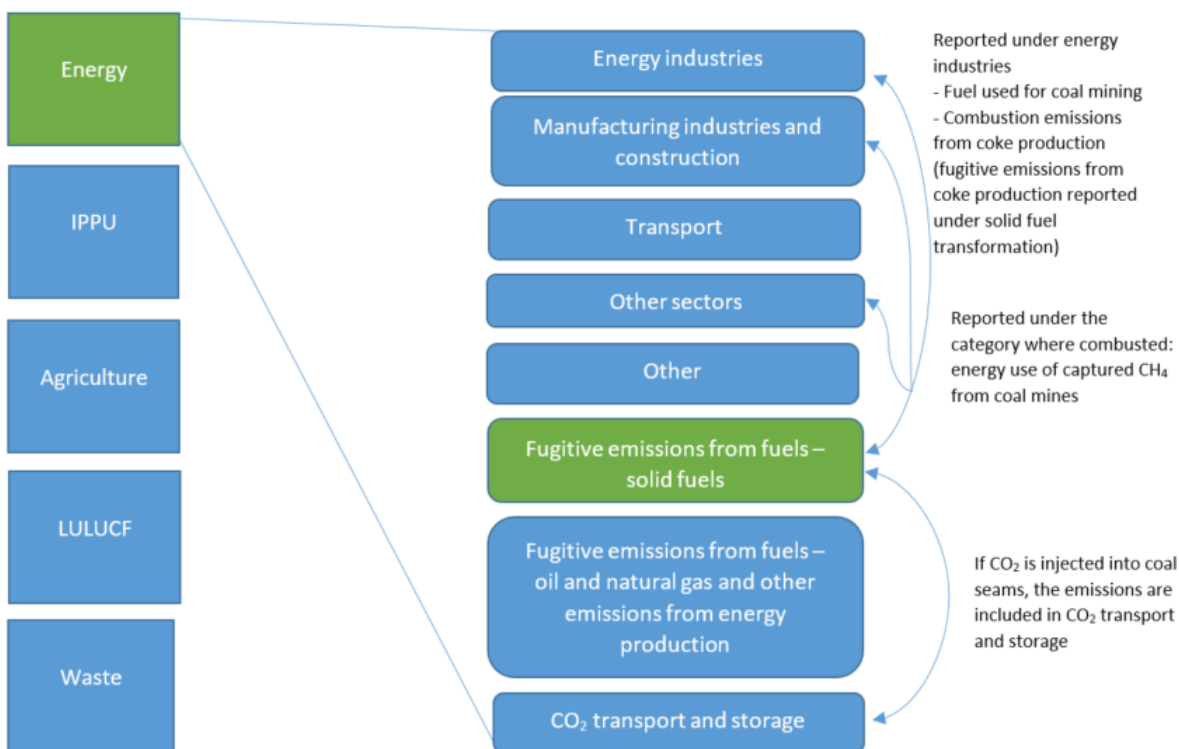 Energy
IPPU
Agriculture
LULUCF
Waste
Energy industries
Manufacturing industries and
construction
Transport
Other sectors
Other
Fugitive emissions from fuels –
solid fuels
Fugitive emissions from fuels –
oil and natural gas and other
emissions from energy
production
CO₂ transport and storage
Reported under energy
industries
- Fuel used for coal mining
- Combustion emissions
from coke production
(fugitive emissions from
coke production reported
under solid fuel
transformation)
Reported under the
category where combusted:
energy use of captured CH₄
from coal mines
If CO₂ is injected into coal
seams, the emissions are
included in CO₂ transport
and storage